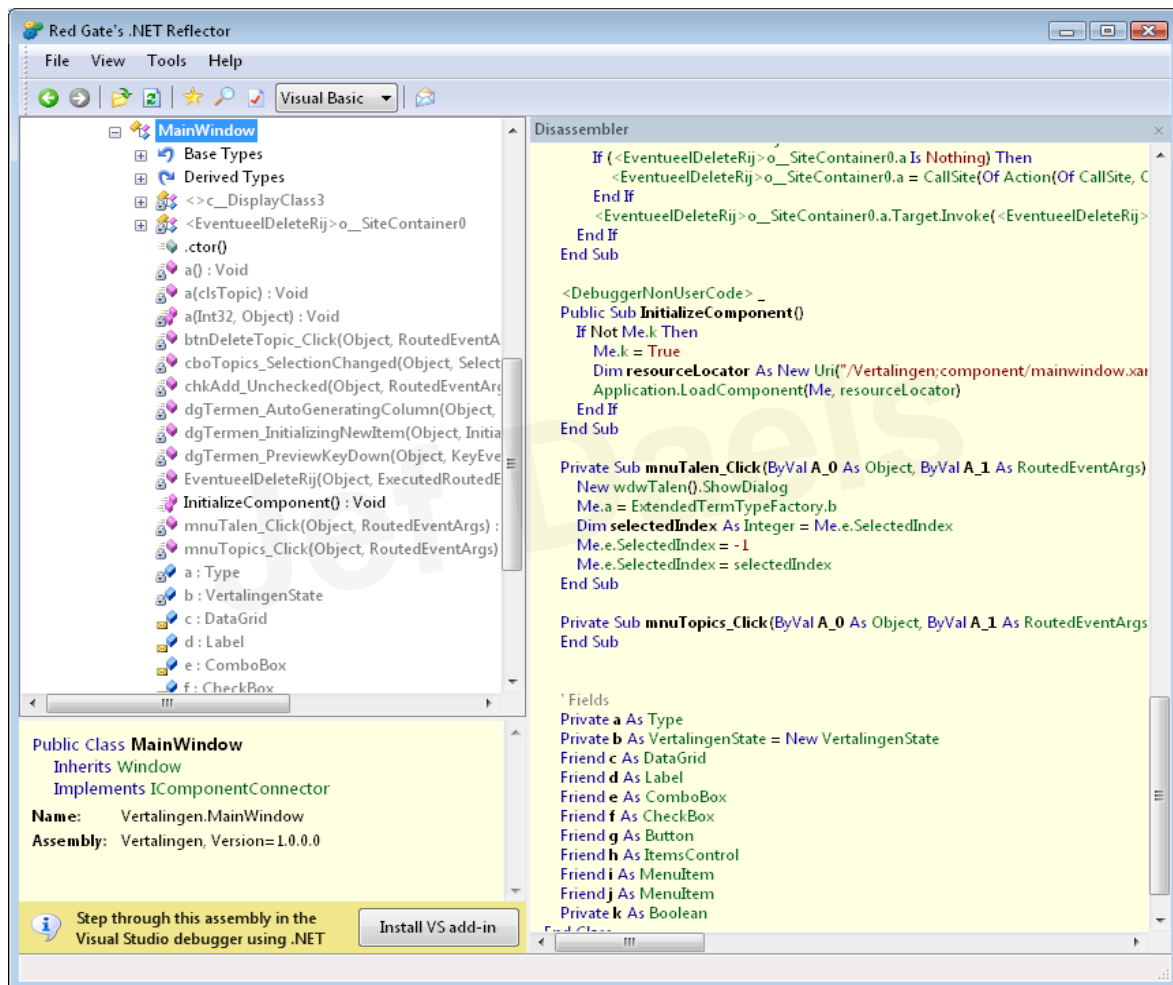 Red Gate's .NET Reflector
File View Tools Help
Visual Basic
MainWindow
Base Types
Derived Types
<>c__DisplayClass3
<EventueelDeleteRij>o__SiteContainer0
.ctor()
a() : Void
a(clsTopic) : Void
a(Int32, Object) : Void
btnDeleteTopic_Click(Object, RoutedEventA
cboTopics_SelectionChanged(Object, Select
chkAdd_Unchecked(Object, RoutedEventArg
dgTermen_AutoGeneratingColumn(Object,
dgTermen_InitializingNewItem(Object, Initia
dgTermen_PreviewKeyDown(Object, KeyEve
EventueelDeleteRij(Object, ExecutedRoutedE
InitializeComponent() : Void
mnuTalen_Click(Object, RoutedEventArgs) :
mnuTopics_Click(Object, RoutedEventArgs)
a : Type
b : VertalingenState
c : DataGrid
d : Label
e : ComboBox
f : CheckBox
Public Class MainWindow
Inherits Window
Implements IComponentConnector
Name: Vertalingen.MainWindow
Assembly: Vertalingen, Version=1.0.0.0
Step through this assembly in the
Visual Studio debugger using .NET
Install VS add-in
Disassembler
If (<EventueelDeleteRij>o__SiteContainer0.a Is Nothing) Then
<EventueelDeleteRij>o__SiteContainer0.a = CallSite(Of Action(Of CallSite, C
End If
<EventueelDeleteRij>o__SiteContainer0.a.Target.Invoke(<EventueelDeleteRij>
End If
End Sub
<DebuggerNonUserCode> _
Public Sub InitializeComponent()
If Not Me.k Then
Me.k = True
Dim resourceLocator As New Uri("/Vertalingen;component/mainwindow.xar
Application.LoadComponent(Me, resourceLocator)
End If
End Sub
Private Sub mnuTalen_Click(ByVal A_0 As Object, ByVal A_1 As RoutedEventArgs)
New wdwTalen().ShowDialog
Me.a = ExtendedTermTypeFactory.b
Dim selectedIndex As Integer = Me.e.SelectedIndex
Me.e.SelectedIndex = -1
Me.e.SelectedIndex = selectedIndex
End Sub
Private Sub mnuTopics_Click(ByVal A_0 As Object, ByVal A_1 As RoutedEventArgs
End Sub
' Fields
Private a As Type
Private b As VertalingenState = New VertalingenState
Friend c As DataGrid
Friend d As Label
Friend e As ComboBox
Friend f As CheckBox
Friend g As Button
Friend h As ItemsControl
Friend i As MenuItem
Friend j As MenuItem
Private k As Boolean
End Class
Jef Daels